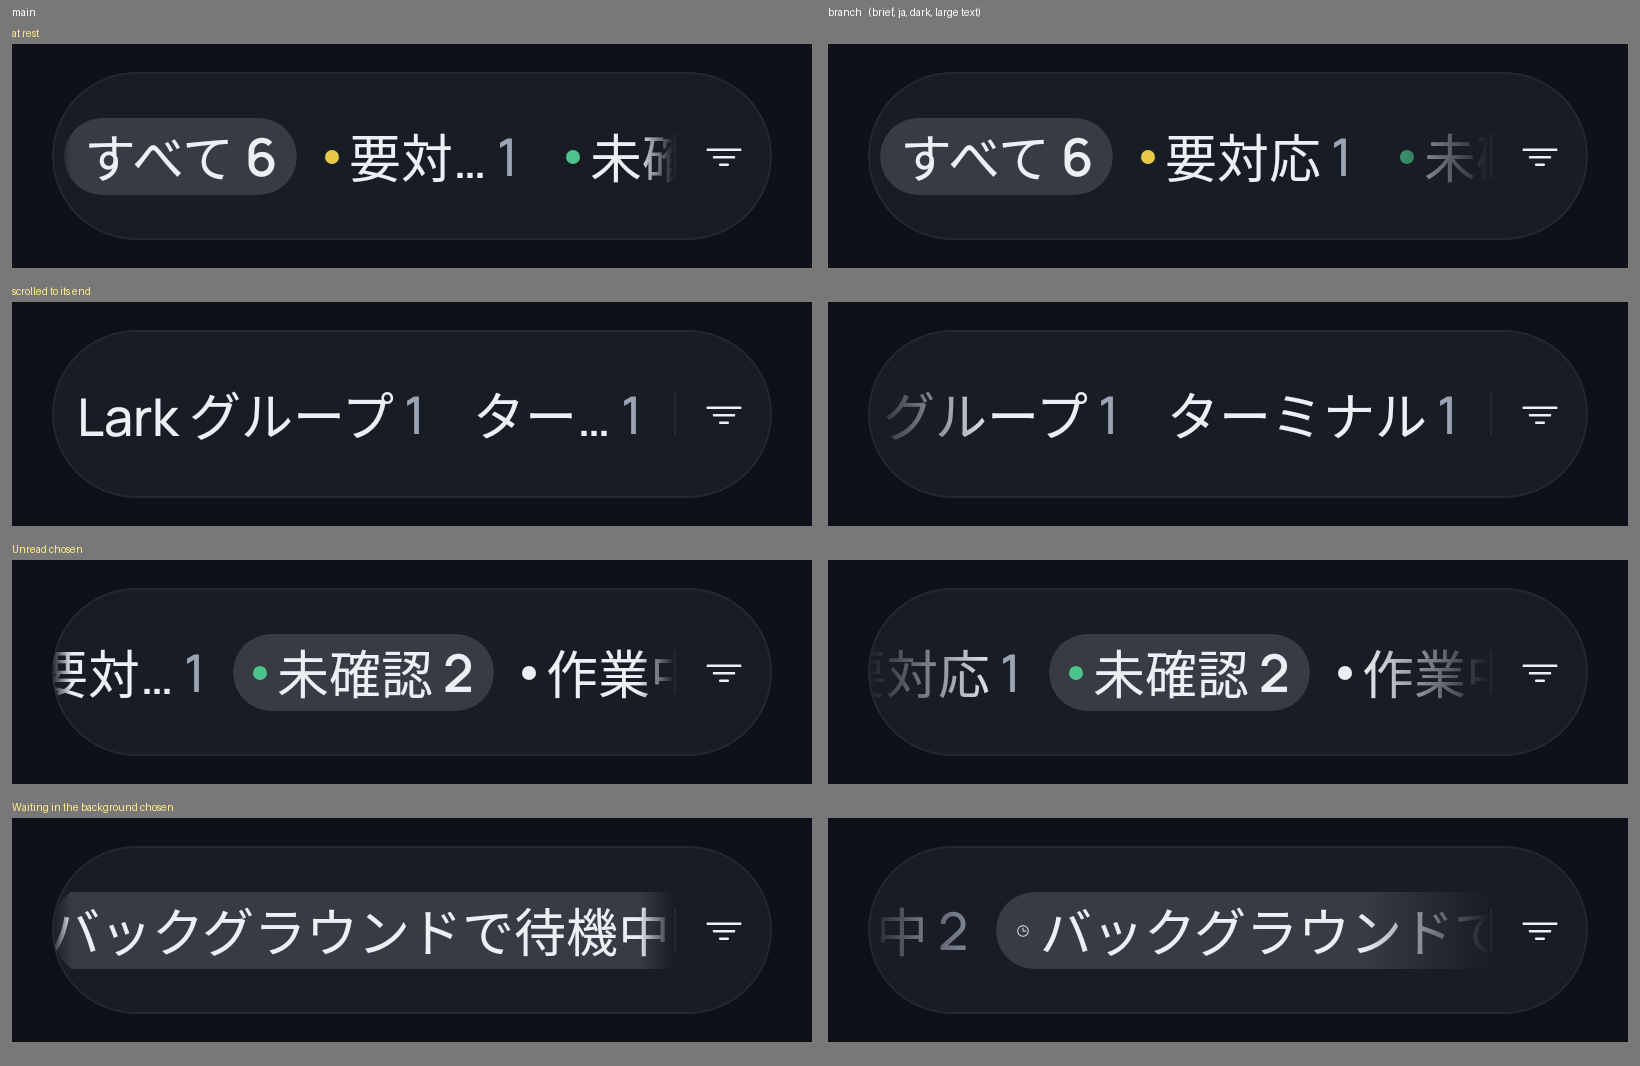 main
branch (brief, ja, dark, large text)
at rest
すべて 6 要対… 1 未確
すべて 6 要対応 1 未
scrolled to its end
Lark グループ 1 ター… 1
グループ 1 ターミナル 1
Unread chosen
要対… 1 未確認 2 作業中
要対応 1 未確認 2 作業中
Waiting in the background chosen
バックグラウンドで待機中
中 2 バックグラウンドで